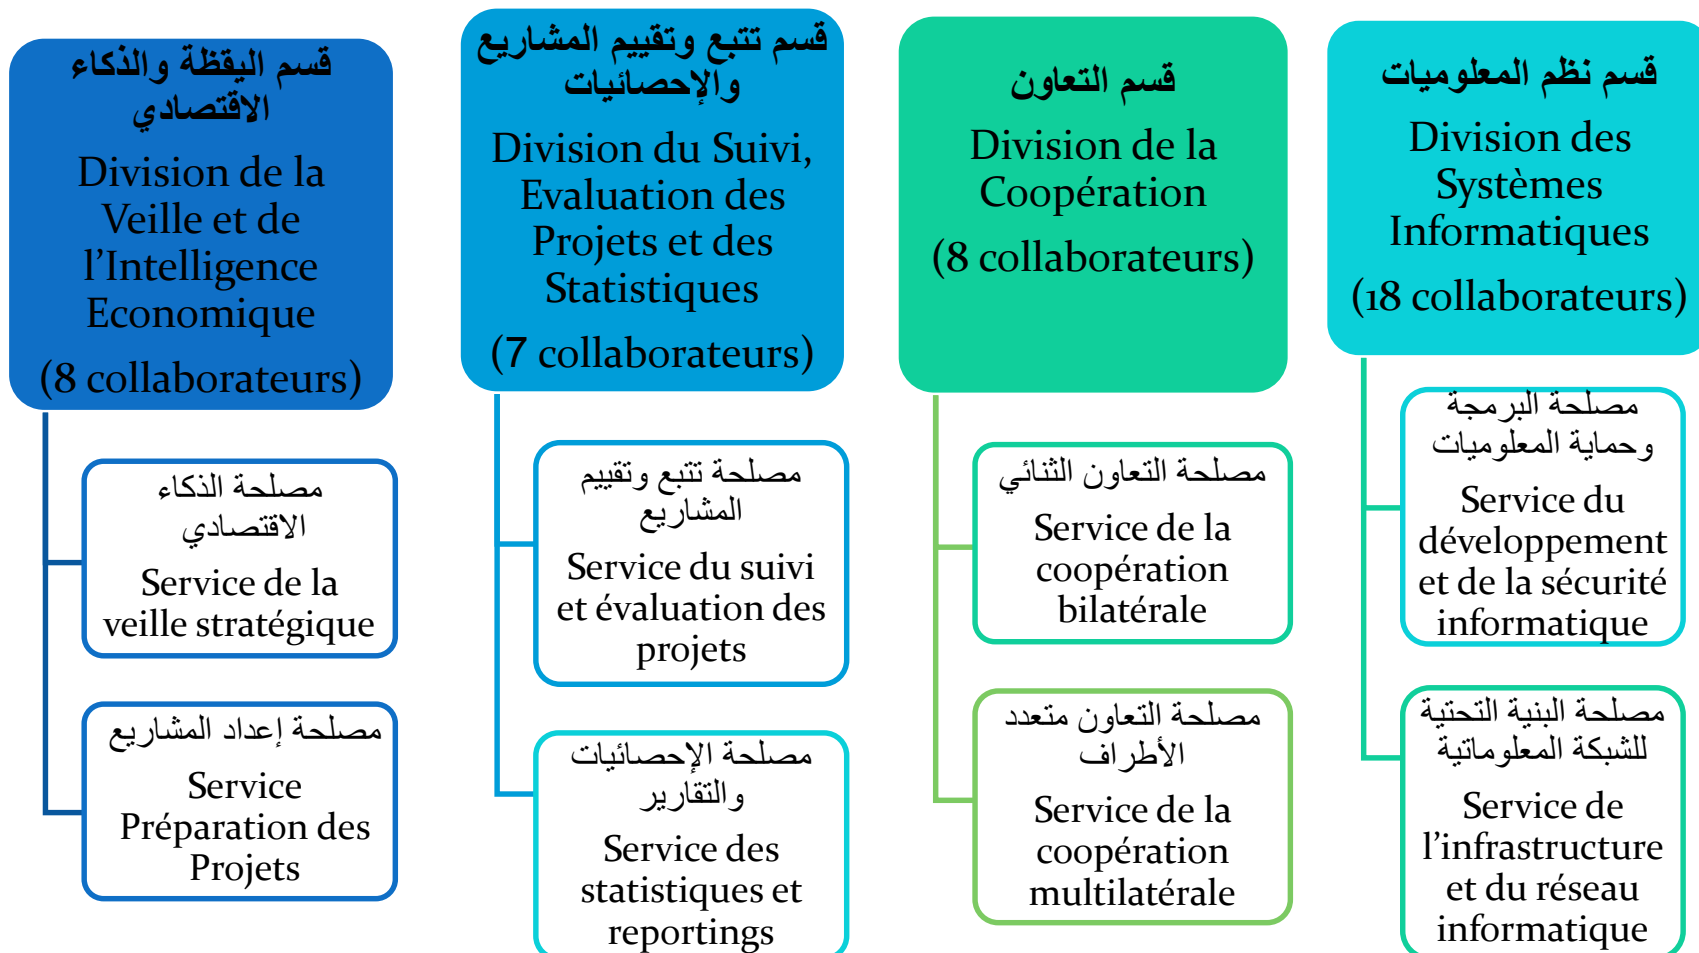 قسم اليقظة والذكاء
الاقتصادي
Division de la
Veille et de
l’Intelligence
Economique
(8 collaborateurs)
مصلحة الذكاء
الاقتصادي
Service de la
veille stratégique
مصلحة إعداد المشاريع
Service
Préparation des
Projets
قسم تتبع وتقييم المشاريع
والإحصائيات
Division du Suivi,
Evaluation des
Projets et des
Statistiques
(7 collaborateurs)
مصلحة تتبع وتقييم
المشاريع
Service du suivi
et évaluation des
projets
مصلحة الإحصائيات
والتقارير
Service des
statistiques et
reportings
قسم التعاون
Division de la
Coopération
(8 collaborateurs)
مصلحة التعاون الثنائي
Service de la
coopération
bilatérale
مصلحة التعاون متعدد
الأطراف
Service de la
coopération
multilatérale
قسم نظم المعلوميات
Division des
Systèmes
Informatiques
(18 collaborateurs)
مصلحة البرمجة
وحماية المعلوميات
Service du
développement
et de la sécurité
informatique
مصلحة البنية التحتية
للشبكة المعلوماتية
Service de
l’infrastructure
et du réseau
informatique